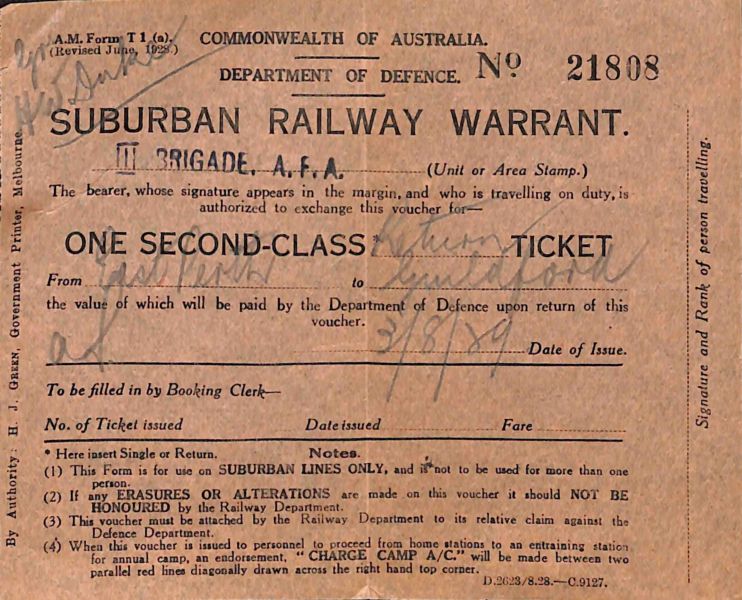 A.M. Form T 1 (a).
(Revised June, 1928.)
COMMONWEALTH OF AUSTRALIA.
DEPARTMENT OF DEFENCE.
No 21808
SUBURBAN RAILWAY WARRANT.
III BRIGADE, A.F.A. (Unit or Area Stamp.)
The bearer, whose signature appears in the margin, and who is travelling on duty, is
authorized to exchange this voucher for—
ONE SECOND-CLASS* Return TICKET
From East Perth to Guildford
the value of which will be paid by the Department of Defence upon return of this
voucher.
3/8/29 Date of Issue.
To be filled in by Booking Clerk—
No. of Ticket issued Date issued Fare
* Here insert Single or Return. Notes.
(1) This Form is for use on SUBURBAN LINES ONLY, and is not to be used for more than one
person.
(2) If any ERASURES OR ALTERATIONS are made on this voucher it should NOT BE
HONOURED by the Railway Department.
(3) This voucher must be attached by the Railway Department to its relative claim against the
Defence Department.
(4) When this voucher is issued to personnel to proceed from home stations to an entraining station
for annual camp, an endorsement, "CHARGE CAMP A/C." will be made between two
parallel red lines diagonally drawn across the right hand top corner.
D.2623/8.28.—C.9127.
By Authority: H. J. GREEN, Government Printer, Melbourne.
Signature and Rank of person travelling.